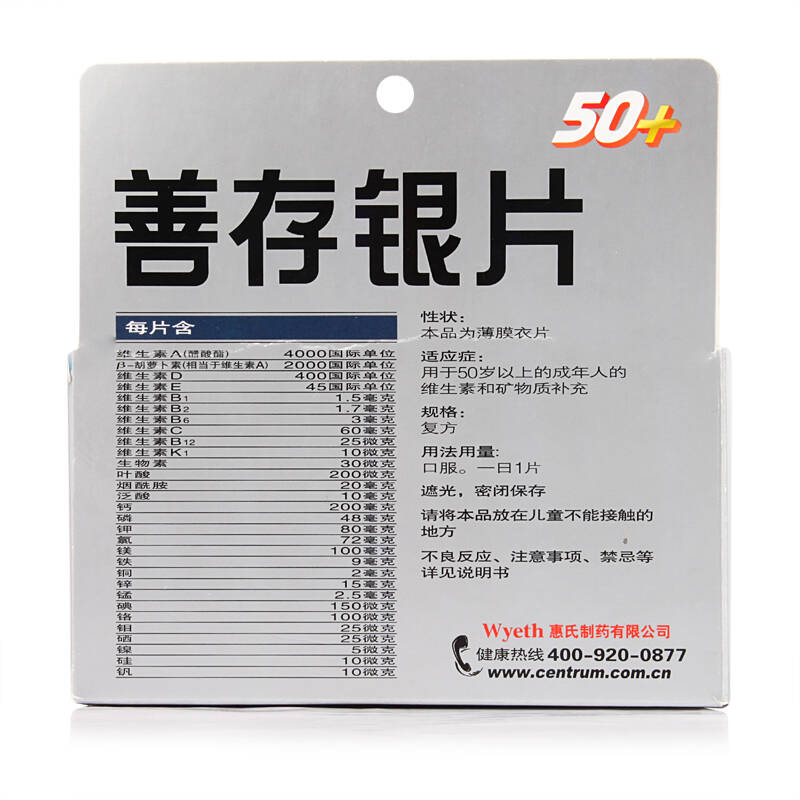 50+
善存银片
每片含
维生素A(醋酸酯) 4000国际单位
β-胡萝卜素(相当于维生素A) 2000国际单位
维生素D 400国际单位
维生素E 45国际单位
维生素B1 1.5毫克
维生素B2 1.7毫克
维生素B6 3毫克
维生素C 60毫克
维生素B12 25微克
维生素K1 10微克
生物素 30微克
叶酸 200微克
烟酰胺 20毫克
泛酸 10毫克
钙 200毫克
磷 48毫克
钾 80毫克
氯 72毫克
镁 100毫克
铁 9毫克
铜 2毫克
锌 15毫克
锰 2.5毫克
碘 150微克
铬 100微克
钼 25微克
硒 25微克
镍 5微克
硅 10微克
钒 10微克
性状:
本品为薄膜衣片
适应症:
用于50岁以上的成年人的
维生素和矿物质补充
规格:
复方
用法用量:
口服。一日1片
遮光，密闭保存
请将本品放在儿童不能接触的
地方
不良反应、注意事项、禁忌等
详见说明书
Wyeth 惠氏制药有限公司
健康热线 400-920-0877
www.centrum.com.cn